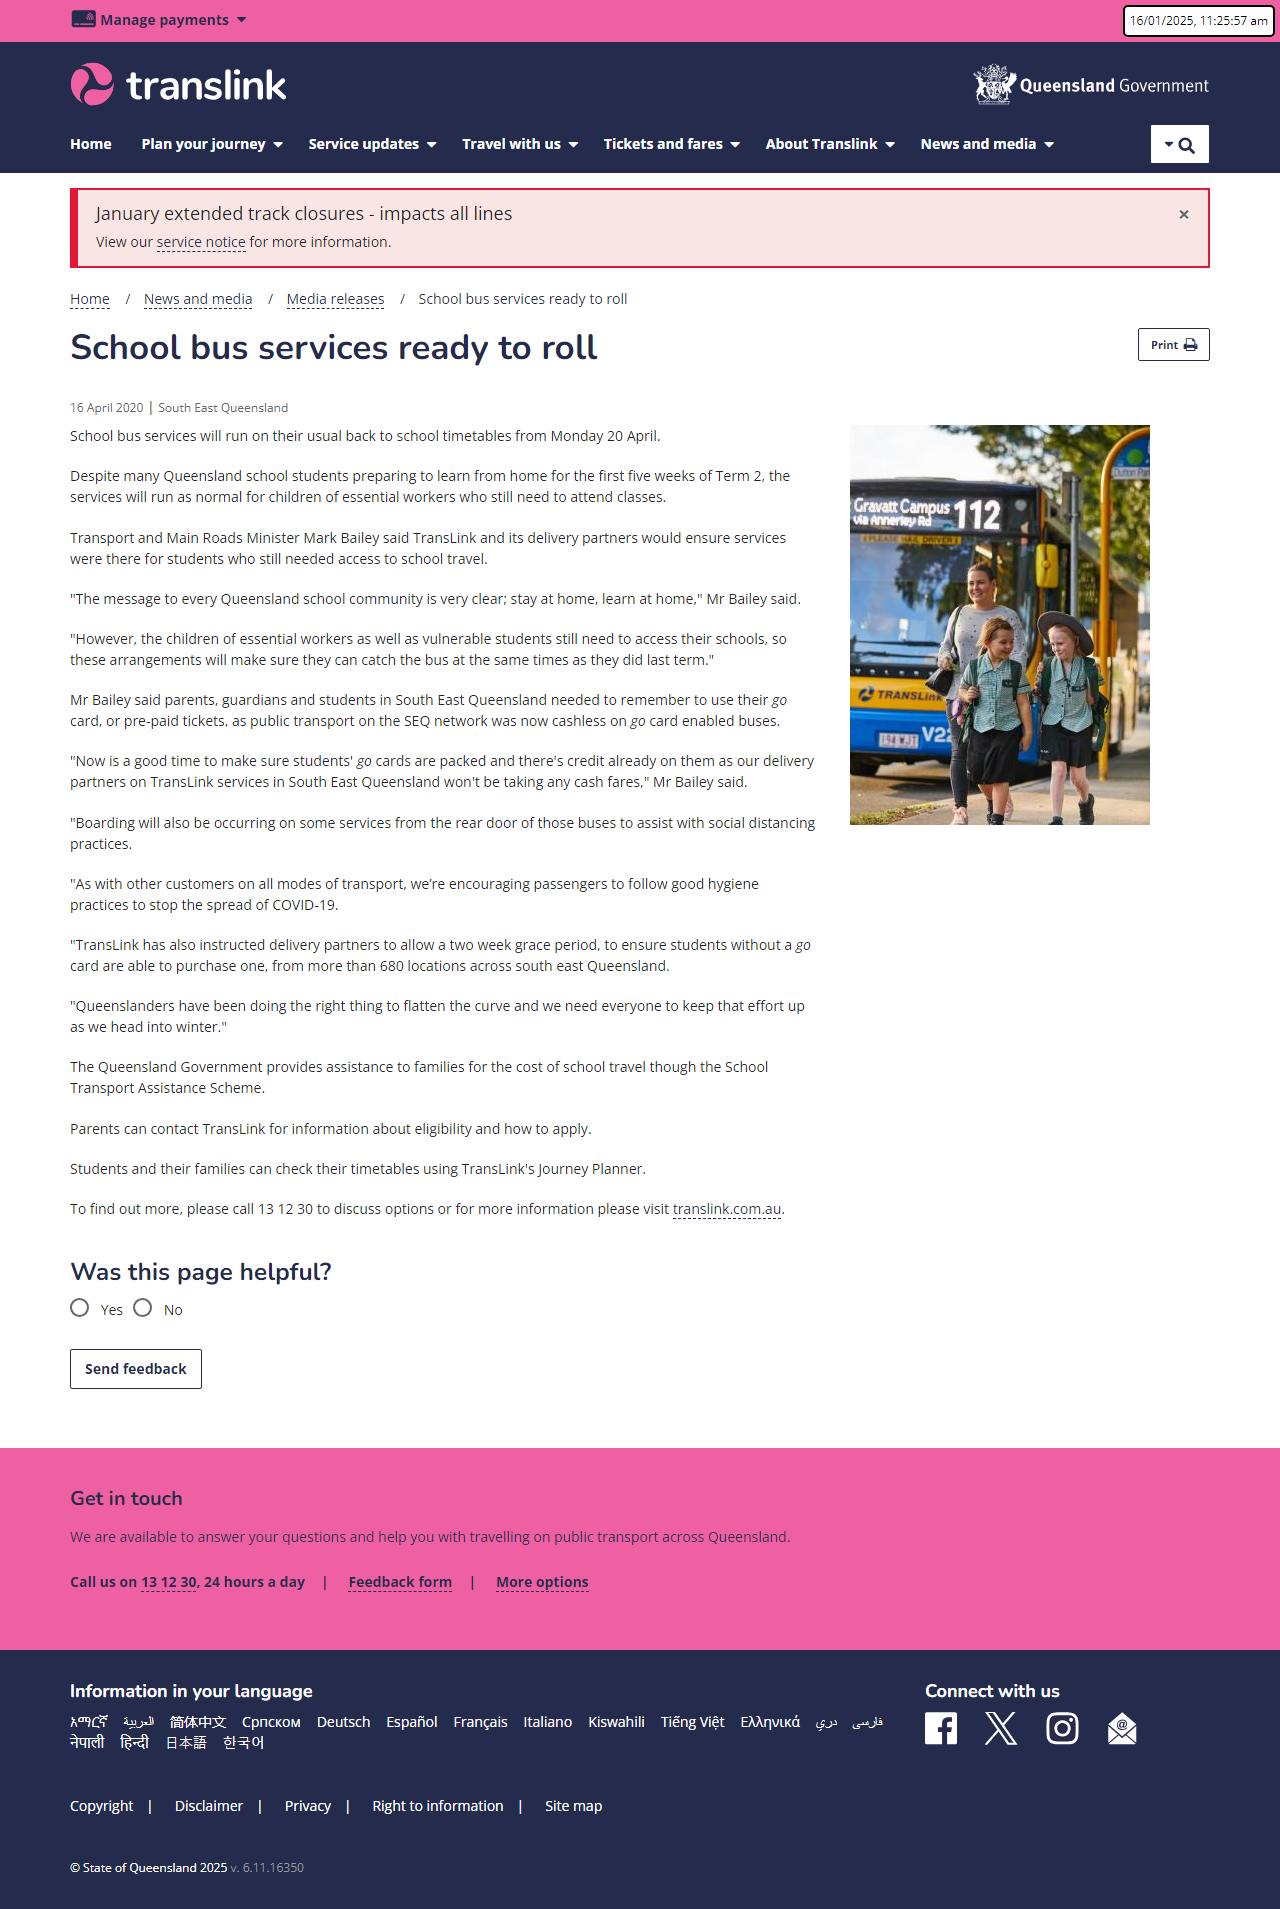 Manage payments
16/01/2025, 11:25:57 am
translink
Queensland Government
Home Plan your journey Service updates Travel with us Tickets and fares About Translink News and media
January extended track closures - impacts all lines
×
View our service notice for more information.
Home / News and media / Media releases / School bus services ready to roll
School bus services ready to roll
Print
16 April 2020 | South East Queensland
School bus services will run on their usual back to school timetables from Monday 20 April.
Despite many Queensland school students preparing to learn from home for the first five weeks of Term 2, the
services will run as normal for children of essential workers who still need to attend classes.
Transport and Main Roads Minister Mark Bailey said TransLink and its delivery partners would ensure services
were there for students who still needed access to school travel.
"The message to every Queensland school community is very clear; stay at home, learn at home," Mr Bailey said.
"However, the children of essential workers as well as vulnerable students still need to access their schools, so
these arrangements will make sure they can catch the bus at the same times as they did last term."
Mr Bailey said parents, guardians and students in South East Queensland needed to remember to use their go
card, or pre-paid tickets, as public transport on the SEQ network was now cashless on go card enabled buses.
"Now is a good time to make sure students' go cards are packed and there's credit already on them as our delivery
partners on TransLink services in South East Queensland won't be taking any cash fares," Mr Bailey said.
"Boarding will also be occurring on some services from the rear door of those buses to assist with social distancing
practices.
"As with other customers on all modes of transport, we’re encouraging passengers to follow good hygiene
practices to stop the spread of COVID-19.
"TransLink has also instructed delivery partners to allow a two week grace period, to ensure students without a go
card are able to purchase one, from more than 680 locations across south east Queensland.
"Queenslanders have been doing the right thing to flatten the curve and we need everyone to keep that effort up
as we head into winter."
The Queensland Government provides assistance to families for the cost of school travel though the School
Transport Assistance Scheme.
Parents can contact TransLink for information about eligibility and how to apply.
Students and their families can check their timetables using TransLink's Journey Planner.
To find out more, please call 13 12 30 to discuss options or for more information please visit translink.com.au.
Dutton Par
Gravatt Campus 112
via Annerley Rd
PLEASE HAIL DRIVER
TRANSLink
194 WJT
V22
Was this page helpful?
Yes No
Send feedback
Get in touch
We are available to answer your questions and help you with travelling on public transport across Queensland.
Call us on 13 12 30, 24 hours a day | Feedback form | More options
Information in your language
አማርኛ العربية 简体中文 Српском Deutsch Español Français Italiano Kiswahili Tiếng Việt Ελληνικά دري فارسی
नेपाली हिन्दी 日本語 한국어
Connect with us
Copyright | Disclaimer | Privacy | Right to information | Site map
© State of Queensland 2025 v. 6.11.16350